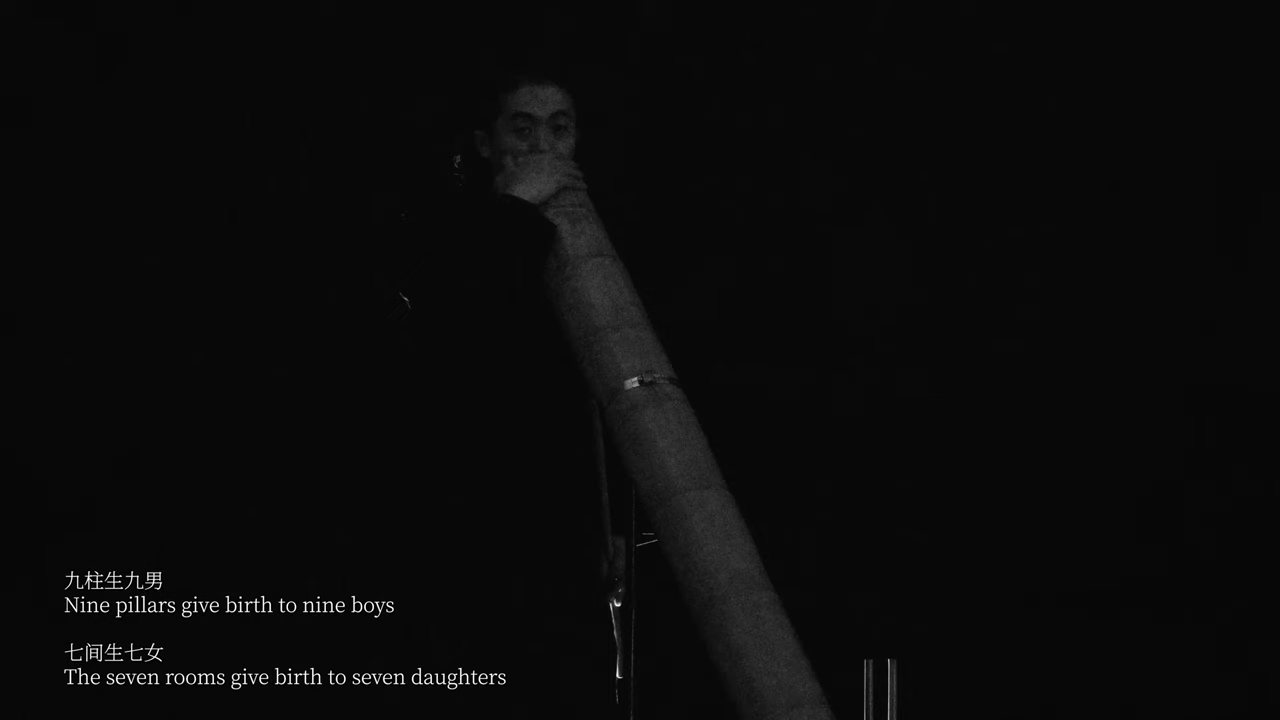 九柱生九男
Nine pillars give birth to nine boys
七间生七女
The seven rooms give birth to seven daughters